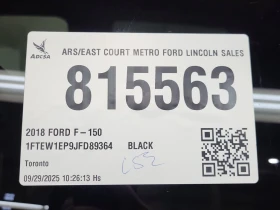 ADESA
ARS/EAST COURT METRO FORD LINCOLN SALES
815563
2018 FORD F-150
1FTEW1EP9JFD89364 BLACK
Toronto
09/29/2025 10:26:13 Hs